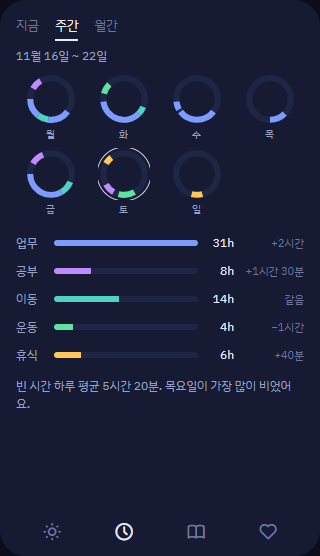 지금 주간 월간
11월 16일 ~ 22일
월 화 수 목
금 토 일
업무 31h +2시간
공부 8h +1시간 30분
이동 14h 같음
운동 4h −1시간
휴식 6h +40분
빈 시간 하루 평균 5시간 20분. 목요일이 가장 많이 비었어
요.